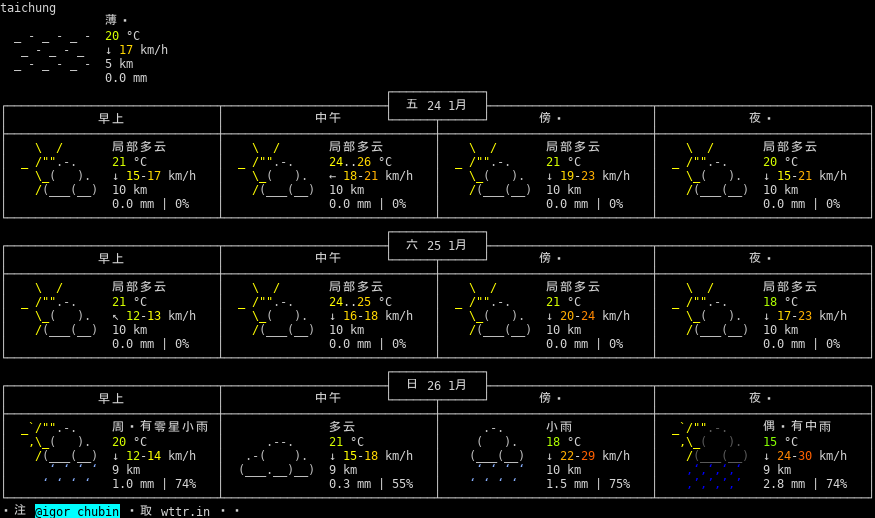 taichung
薄・
20 °C
↓ 17 km/h
5 km
0.0 mm
五 24 1月
早上 中午 傍・ 夜・
局部多云 局部多云 局部多云 局部多云
21 °C 24..26 °C 21 °C 20 °C
↓ 15-17 km/h ← 18-21 km/h ↓ 19-23 km/h ↓ 15-21 km/h
10 km 10 km 10 km 10 km
0.0 mm | 0% 0.0 mm | 0% 0.0 mm | 0% 0.0 mm | 0%
六 25 1月
早上 中午 傍・ 夜・
局部多云 局部多云 局部多云 局部多云
21 °C 24..25 °C 21 °C 18 °C
↖ 12-13 km/h ↓ 16-18 km/h ↓ 20-24 km/h ↓ 17-23 km/h
10 km 10 km 10 km 10 km
0.0 mm | 0% 0.0 mm | 0% 0.0 mm | 0% 0.0 mm | 0%
日 26 1月
早上 中午 傍・ 夜・
周・有零星小雨 多云 小雨 偶・有中雨
20 °C 21 °C 18 °C 15 °C
↓ 12-14 km/h ↓ 15-18 km/h ↓ 22-29 km/h ↓ 24-30 km/h
9 km 9 km 10 km 9 km
1.0 mm | 74% 0.3 mm | 55% 1.5 mm | 75% 2.8 mm | 74%
・注 @igor_chubin ・取 wttr.in ・・